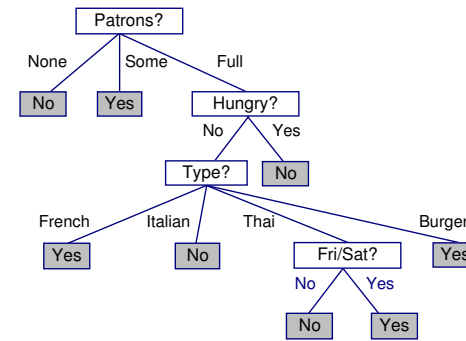 Patrons?
None Some Full
No Yes Hungry?
No Yes
Type? No
French Italian Thai Burger
Yes No Fri/Sat? Yes
No Yes
No Yes